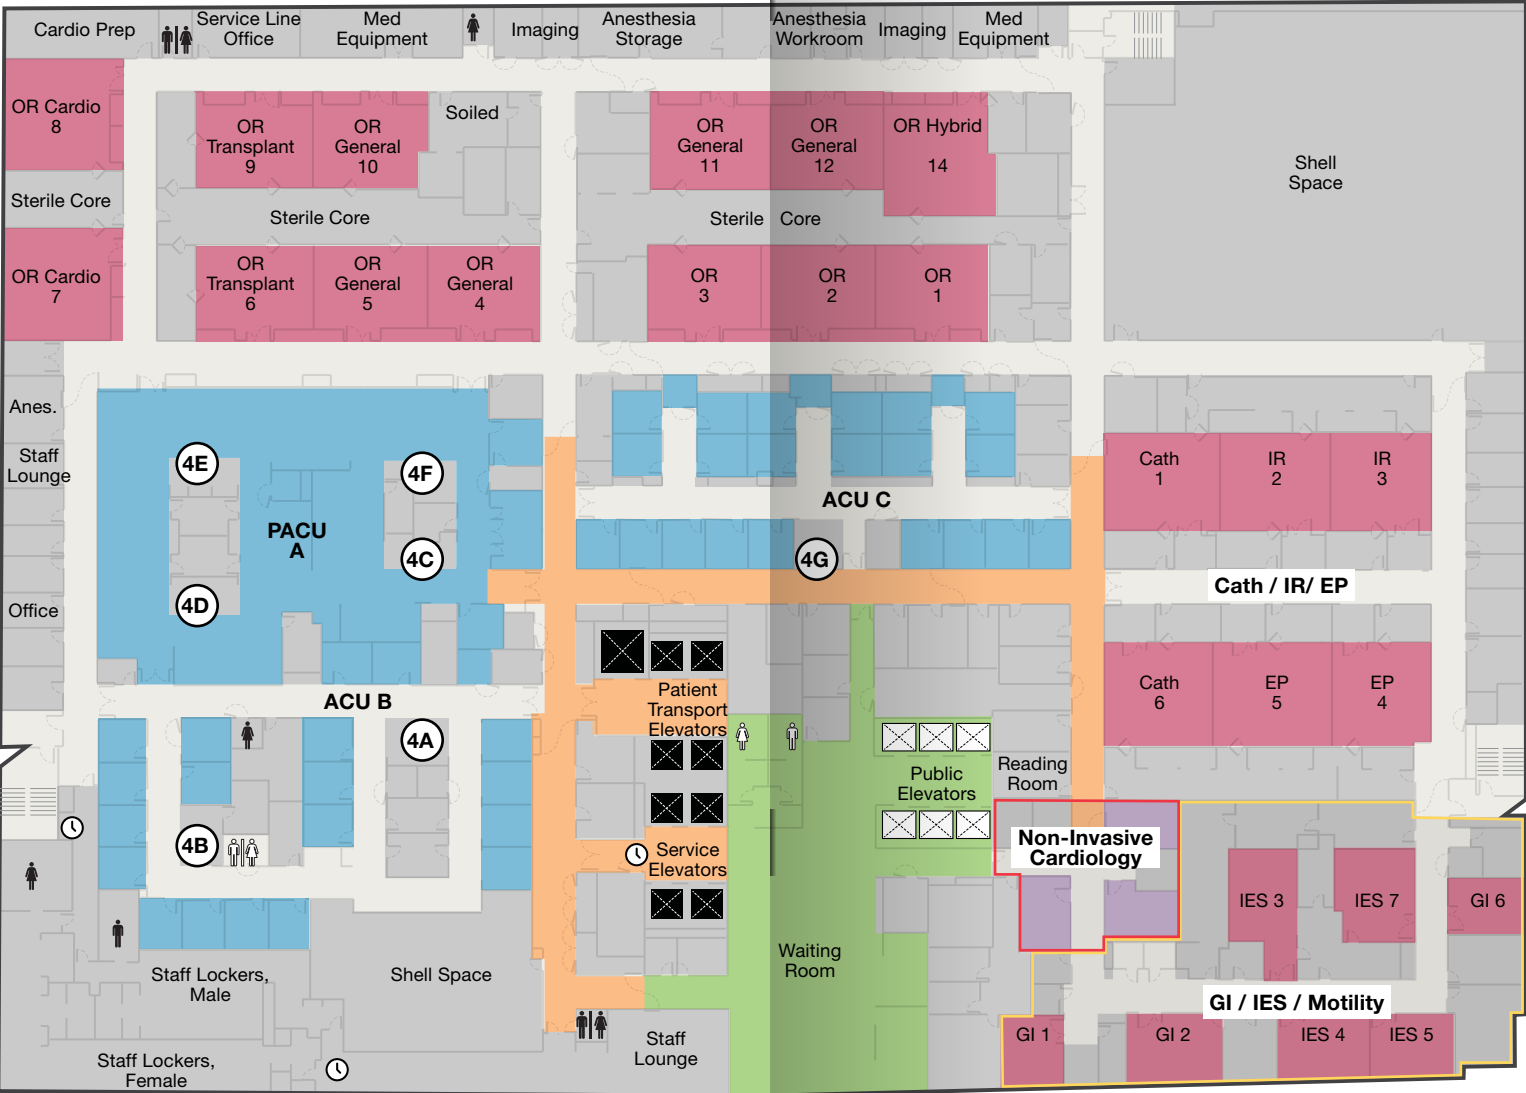 Cardio Prep
Service Line
Office
Med
Equipment
Imaging
Anesthesia
Storage
Anesthesia
Workroom
Imaging
Med
Equipment
OR Cardio
8
OR
Transplant
9
OR
General
10
Soiled
OR
General
11
OR
General
12
OR Hybrid
14
Shell
Space
Sterile Core
Sterile Core
Sterile Core
OR Cardio
7
OR
Transplant
6
OR
General
5
OR
General
4
OR
3
OR
2
OR
1
Anes.
Staff
Lounge
Office
4E
4F
PACU
A
4C
4D
ACU C
4G
Cath
1
IR
2
IR
3
Cath / IR/ EP
Cath
6
EP
5
EP
4
ACU B
4A
4B
Patient
Transport
Elevators
Public
Elevators
Reading
Room
Service
Elevators
Non-Invasive
Cardiology
IES 3
IES 7
GI 6
Waiting
Room
Staff Lockers,
Male
Shell Space
GI / IES / Motility
GI 1
GI 2
IES 4
IES 5
Staff
Lounge
Staff Lockers,
Female